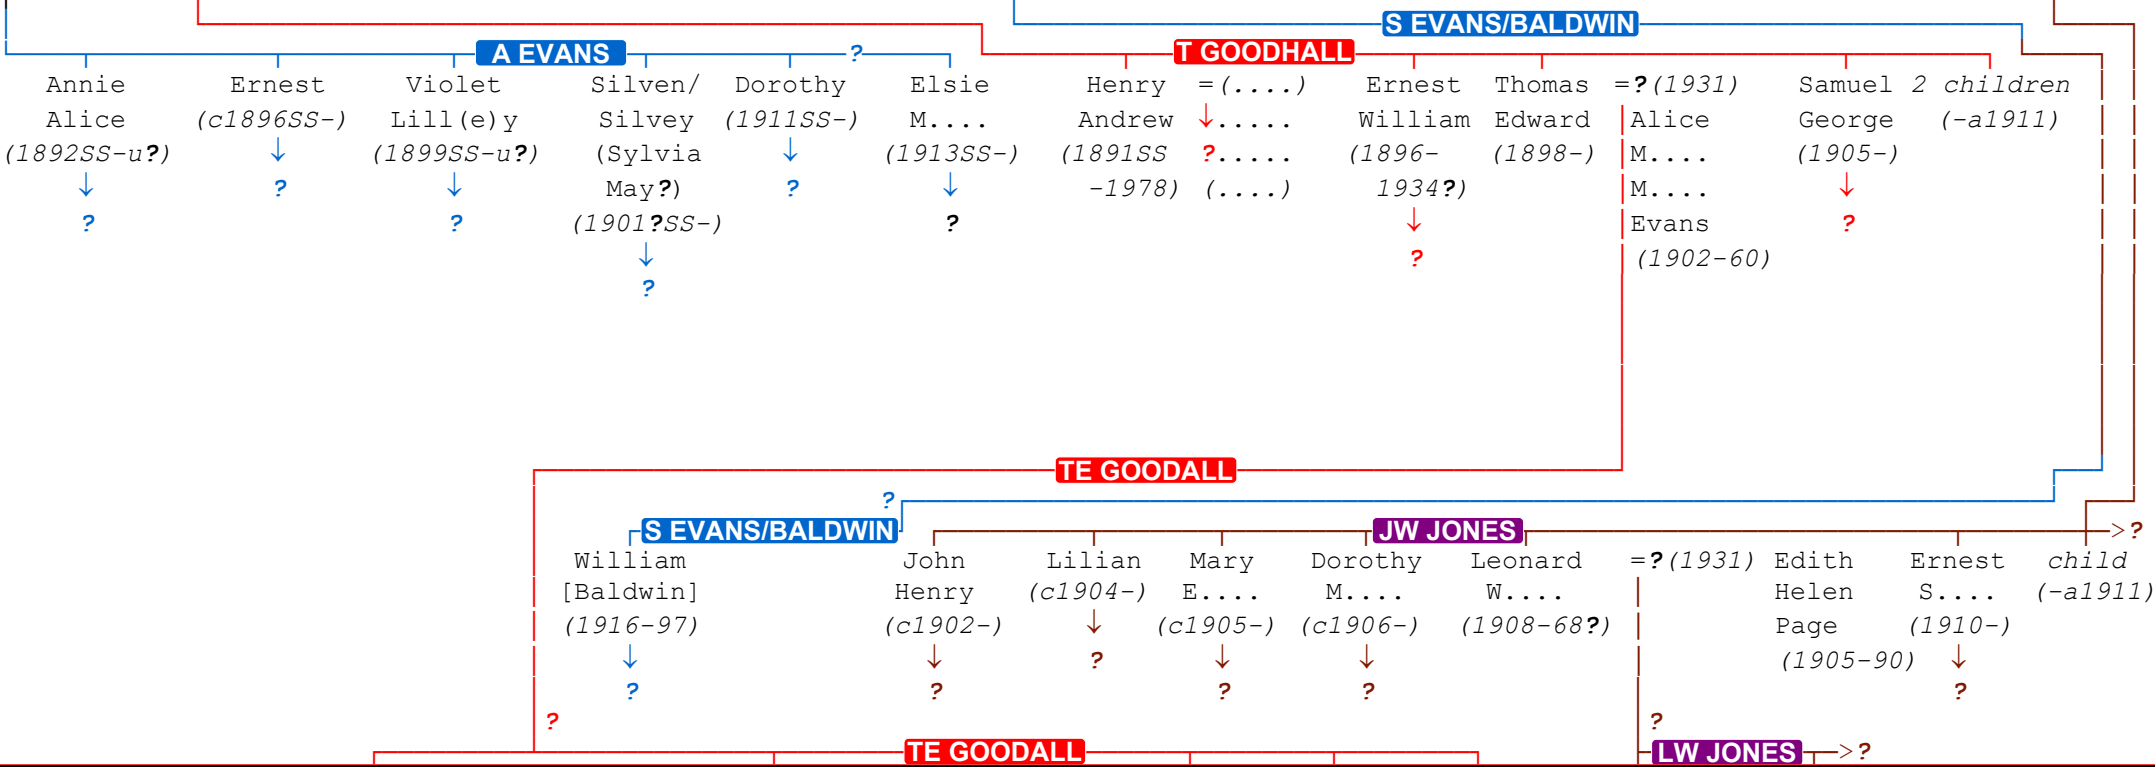 S EVANS/BALDWIN
A EVANS ? T GOODHALL
Annie Ernest Violet Silven/ Dorothy Elsie Henry =(....) Ernest Thomas =?(1931) Samuel 2 children
Alice (c1896SS-) Lill(e)y Silvey (1911SS-) M.... Andrew ↓..... William Edward Alice George (-a1911)
(1892SS-u?) ↓ (1899SS-u?) (Sylvia ↓ (1913SS-) (1891SS ?..... (1896- (1898-) M.... (1905-)
↓ ? ↓ May?) ? ↓ -1978) (....) 1934?) M.... ↓
? ? (1901?SS-) ? ↓ Evans ?
↓ ? (1902-60)
?
TE GOODALL
?
S EVANS/BALDWIN JW JONES >?
William John Lilian Mary Dorothy Leonard =?(1931) Edith Ernest child
[Baldwin] Henry (c1904-) E.... M.... W.... Helen S.... (-a1911)
(1916-97) (c1902-) ↓ (c1905-) (c1906-) (1908-68?) Page (1910-)
↓ ↓ ? ↓ ↓ (1905-90) ↓
? ? ? ? ?
? ?
TE GOODALL LW JONES >?